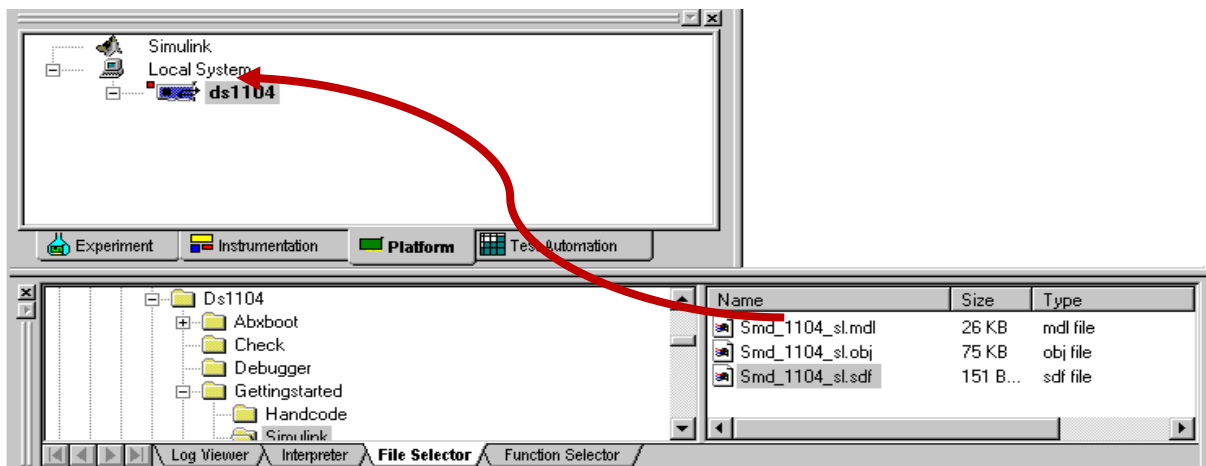 Simulink
Local System
ds1104
Experiment Instrumentation Platform Test Automation
Ds1104
Abxboot
Check
Debugger
Gettingstarted
Handcode
Simulink
Name Size Type
Smd_1104_sl.mdl 26 KB mdl file
Smd_1104_sl.obj 75 KB obj file
Smd_1104_sl.sdf 151 B... sdf file
Log Viewer Interpreter File Selector Function Selector